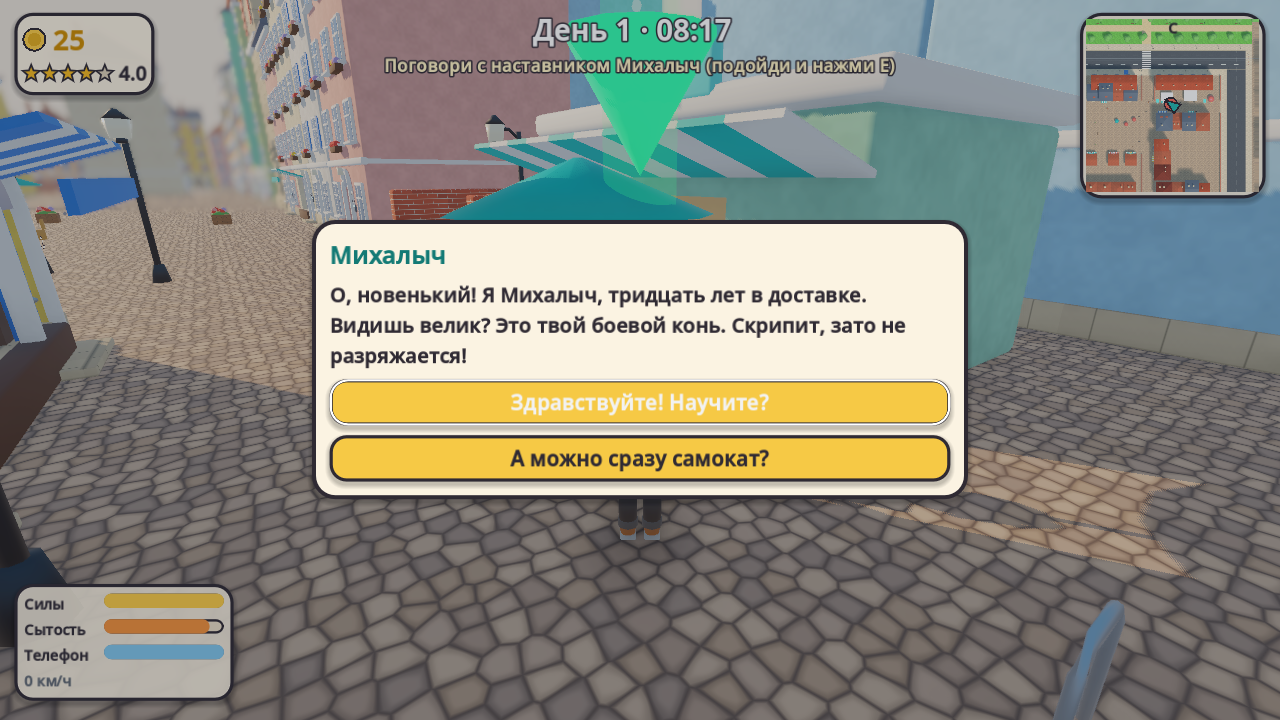 25
4.0
День 1 · 08:17
Поговори с наставником Михалыч (подойди и нажми E)
С
Михалыч
О, новенький! Я Михалыч, тридцать лет в доставке.
Видишь велик? Это твой боевой конь. Скрипит, зато не
разряжается!
Здравствуйте! Научите?
А можно сразу самокат?
Силы
Сытость
Телефон
0 км/ч